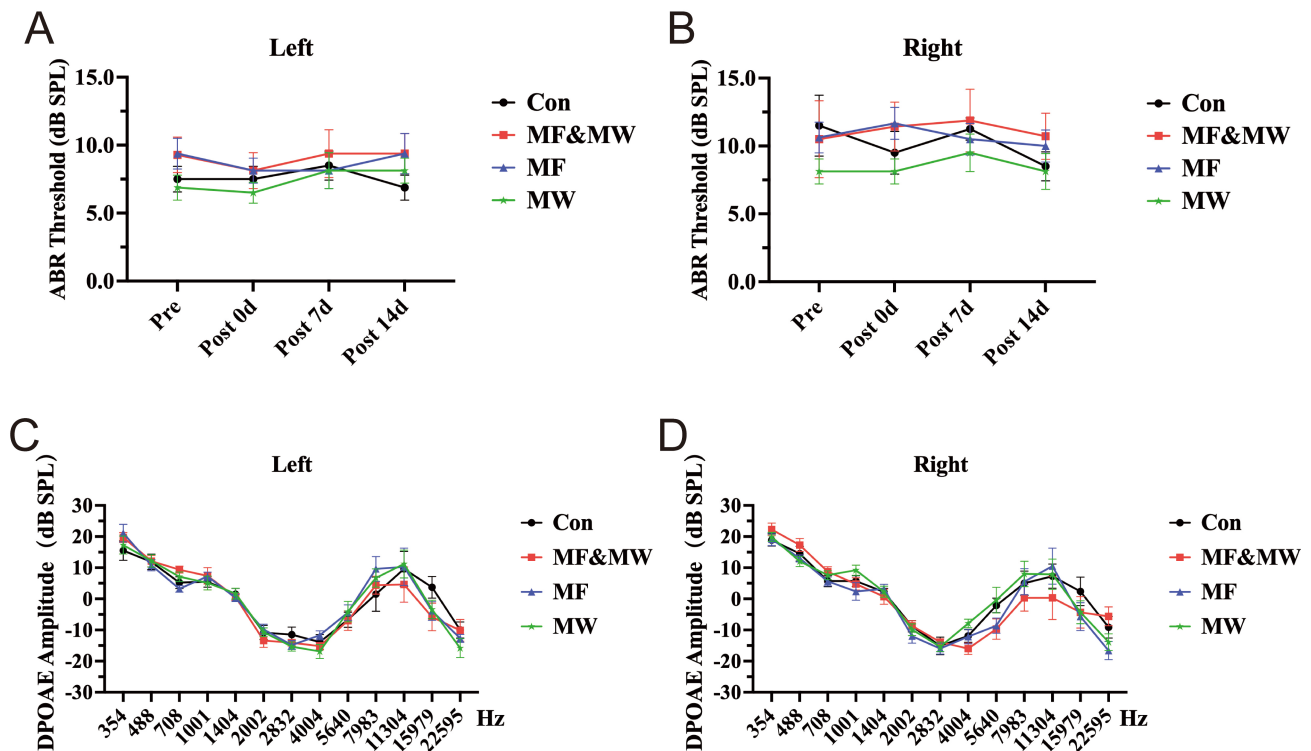 A
Left
ABR Threshold (dB SPL)
15.0
10.0
5.0
0.0
Pre
Post 0d
Post 7d
Post 14d
Con
MF&MW
MF
MW
B
Right
ABR Threshold (dB SPL)
15.0
10.0
5.0
0.0
Pre
Post 0d
Post 7d
Post 14d
Con
MF&MW
MF
MW
C
Left
DPOAE Amplitude (dB SPL)
30
20
10
0
-10
-20
-30
354
488
708
1001
1404
2002
2832
4004
5640
7983
11304
15979
22595
Hz
Con
MF&MW
MF
MW
D
Right
DPOAE Amplitude (dB SPL)
30
20
10
0
-10
-20
-30
354
488
708
1001
1404
2002
2832
4004
5640
7983
11304
15979
22595
Hz
Con
MF&MW
MF
MW